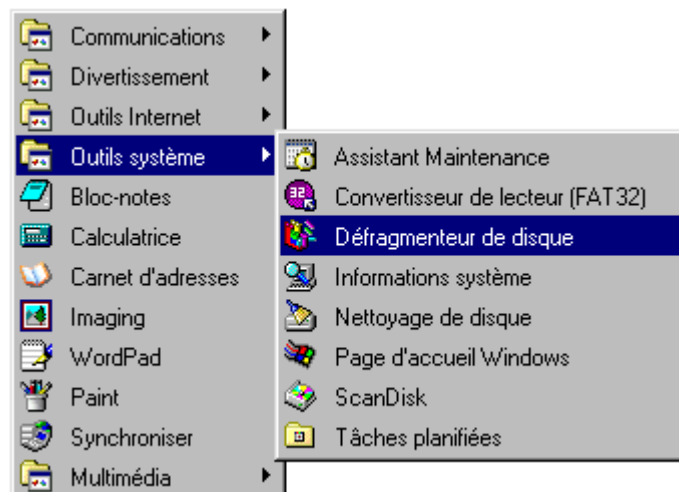 Communications
Divertissement
Outils Internet
Outils système
Bloc-notes
Calculatrice
Carnet d'adresses
Imaging
WordPad
Paint
Synchroniser
Multimédia
Assistant Maintenance
Convertisseur de lecteur (FAT32)
Défragmenteur de disque
Informations système
Nettoyage de disque
Page d'accueil Windows
ScanDisk
Tâches planifiées